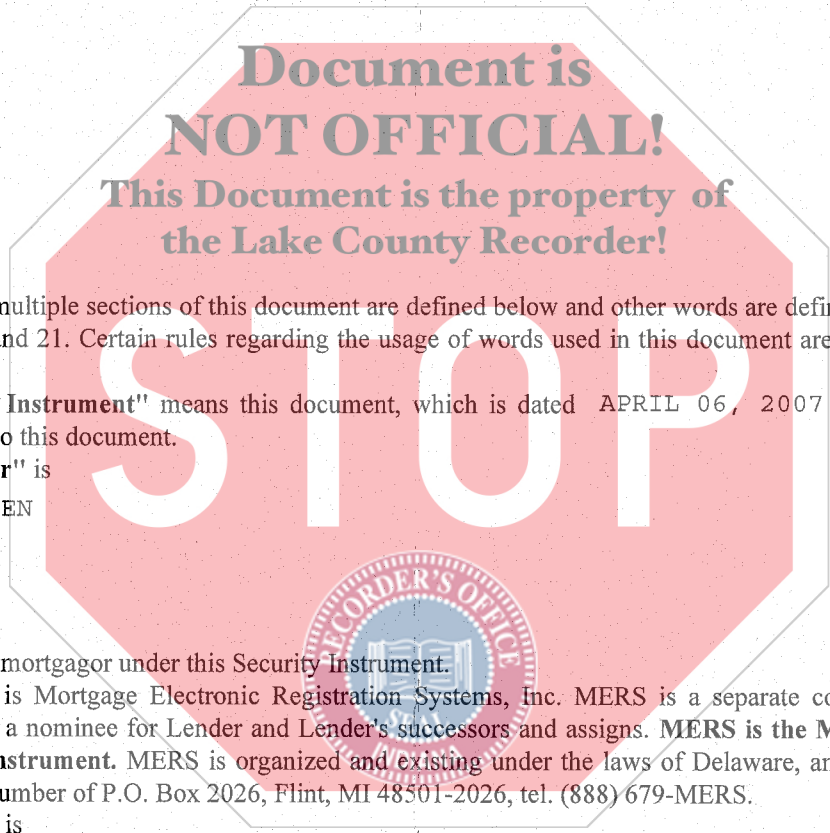 Document is
NOT OFFICIAL!
This Document is the property of
the Lake County Recorder!
multiple sections of this document are defined below and other words are defin
nd 21. Certain rules regarding the usage of words used in this document are
STOP
Instrument" means this document, which is dated APRIL 06, 2007
o this document.
r" is
EN
RECORDER'S OFFICE
mortgagor under this Security Instrument.
is Mortgage Electronic Registration Systems, Inc. MERS is a separate co
SEAL
a nominee for Lender and Lender's successors and assigns. MERS is the M
INDIANA
nstrument. MERS is organized and existing under the laws of Delaware, an
umber of P.O. Box 2026, Flint, MI 48501-2026, tel. (888) 679-MERS.
is